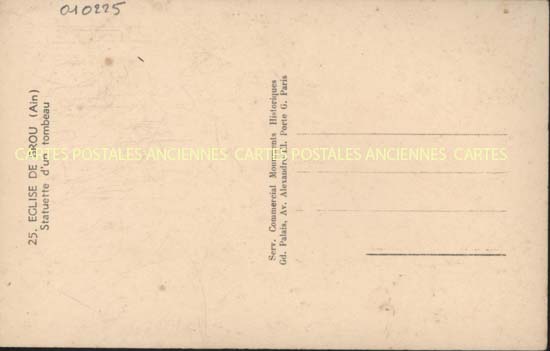 010225
25. EGLISE DE BROU (Ain)
Statuette d'un tombeau
CARTES POSTALES ANCIENNES CARTES POSTALES ANCIENNES CARTES
Serv. Commercial Monuments Historiques
Gd. Palais, Av. Alexandre III. Porte G. Paris